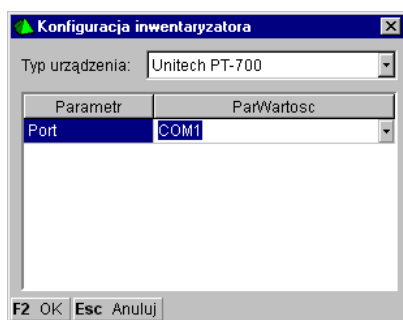 Konfiguracja inwentaryzatora
Typ urządzenia: Unitech PT-700
Parametr ParWartosc
Port COM1
F2 OK Esc Anuluj